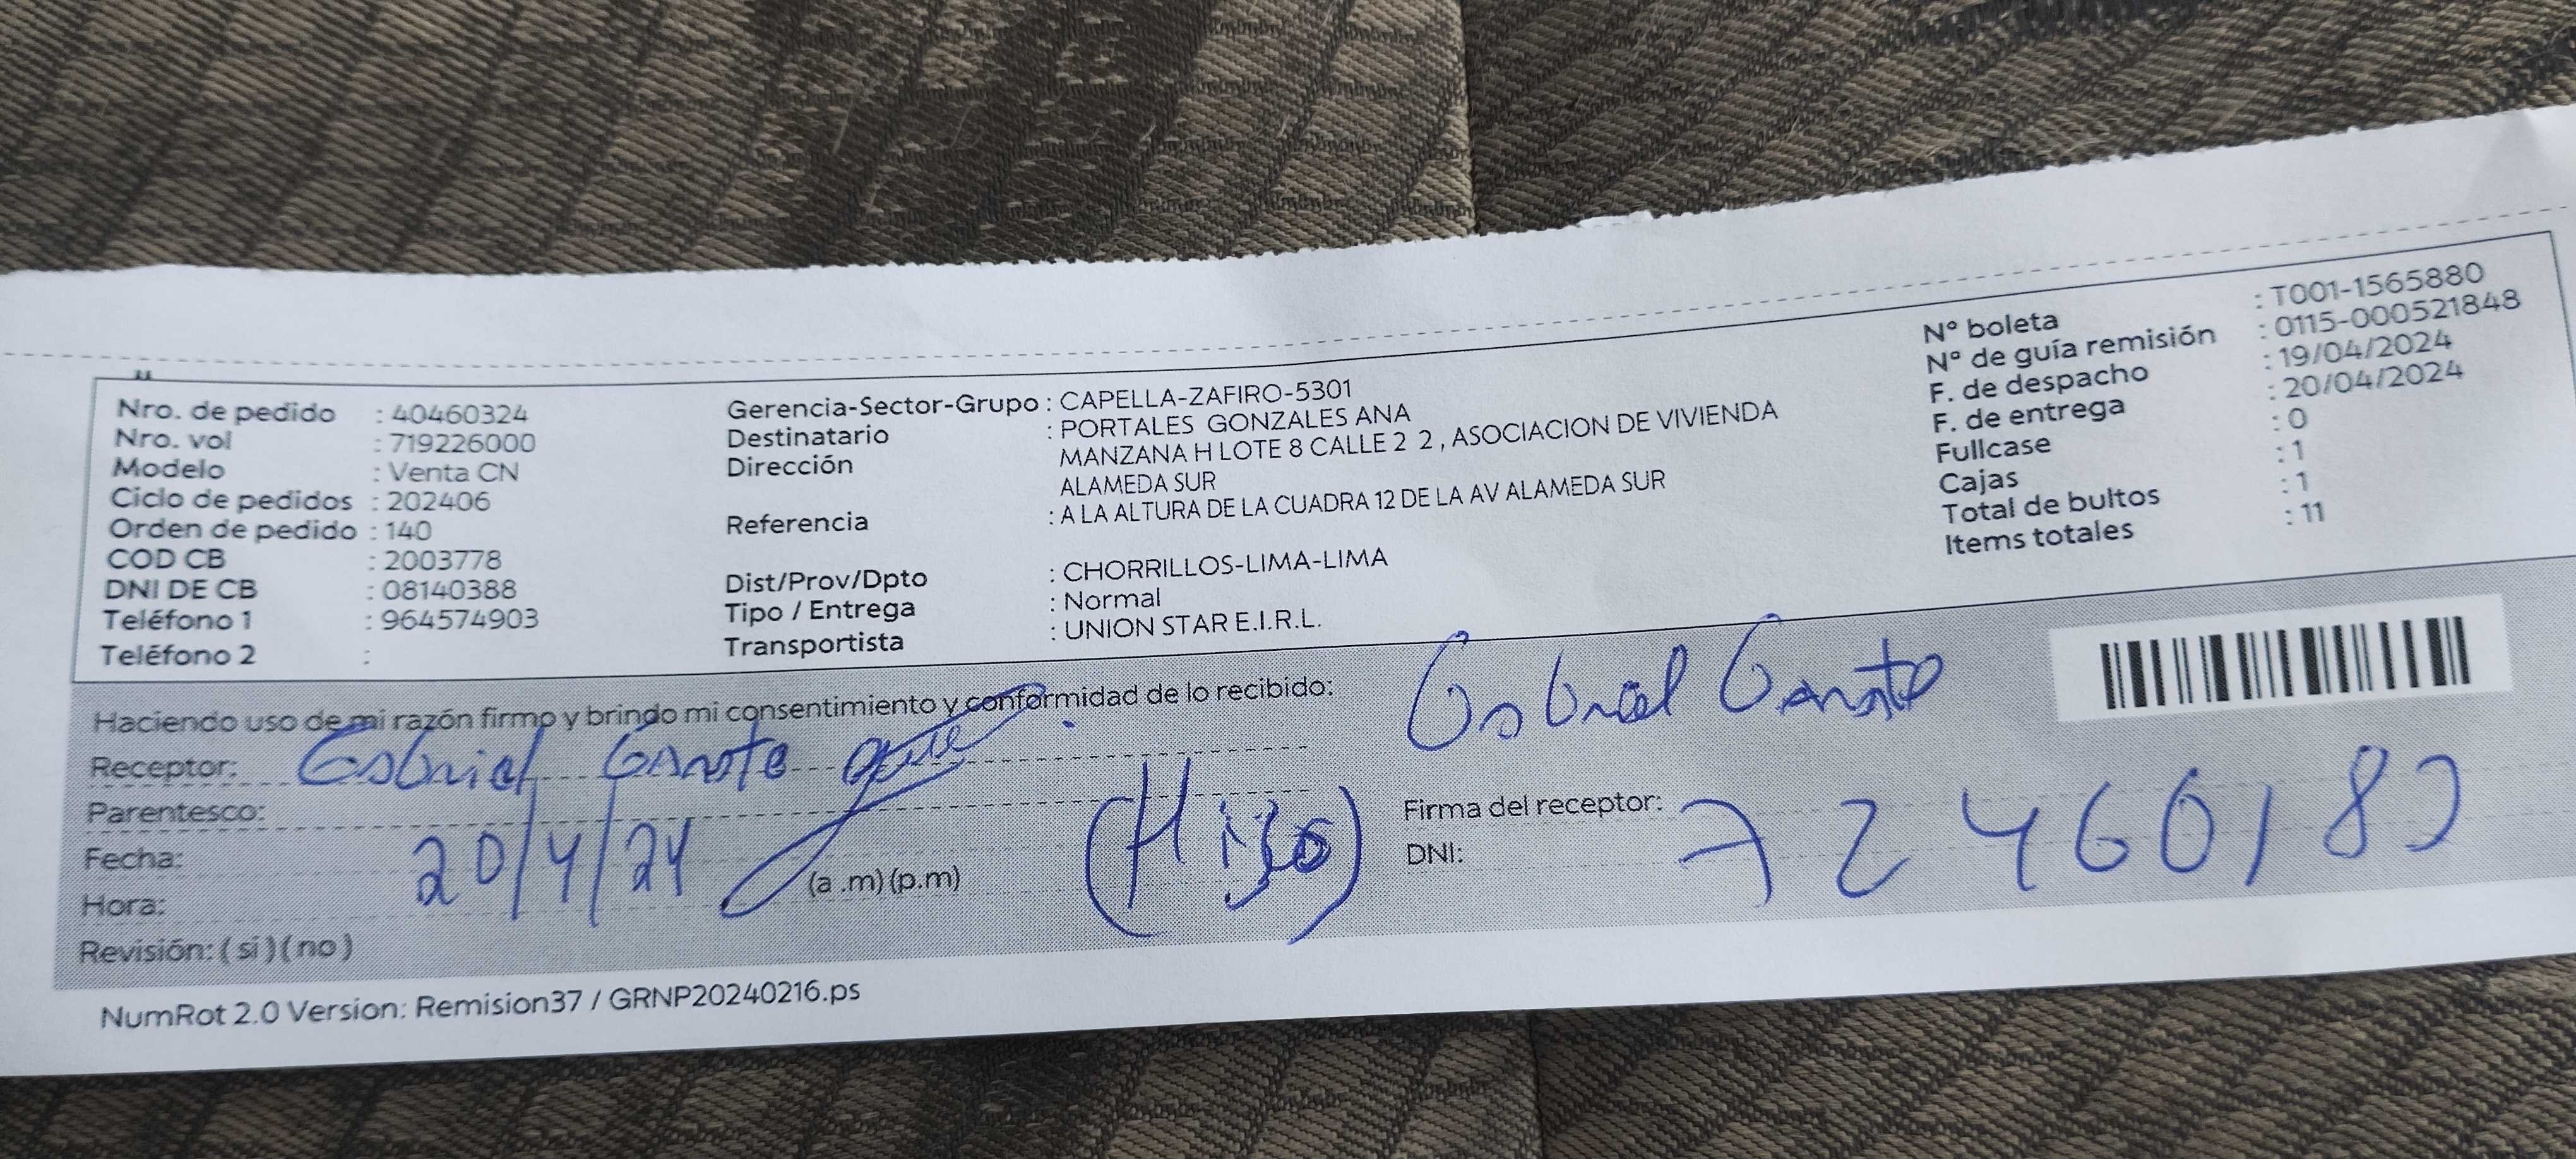 Nro. de pedido : 40460324
Nro. vol : 719226000
Modelo : Venta CN
Ciclo de pedidos : 202406
Orden de pedido : 140
COD CB : 2003778
DNI DE CB : 08140388
Teléfono 1 : 964574903
Teléfono 2 :
Gerencia-Sector-Grupo : CAPELLA-ZAFIRO-5301
Destinatario : PORTALES GONZALES ANA
Dirección MANZANA H LOTE 8 CALLE 2 2 , ASOCIACION DE VIVIENDA
ALAMEDA SUR
Referencia : A LA ALTURA DE LA CUADRA 12 DE LA AV ALAMEDA SUR
Dist/Prov/Dpto : CHORRILLOS-LIMA-LIMA
Tipo / Entrega : Normal
Transportista : UNION STAR E.I.R.L.
N° boleta : T001-1565880
N° de guía remisión : 0115-000521848
F. de despacho : 19/04/2024
F. de entrega : 20/04/2024
Fullcase : 0
Cajas : 1
Total de bultos : 1
Items totales : 11
Haciendo uso de mi razón firmo y brindo mi consentimiento y conformidad de lo recibido:
Receptor: Gabriel
Parentesco: (Hijo)
Fecha: 20/4/24
Hora: (a .m) (p.m)
Revisión: ( sí ) ( no )
Gabriel
Firma del receptor:
DNI:
NumRot 2.0 Version: Remision37 / GRNP20240216.ps